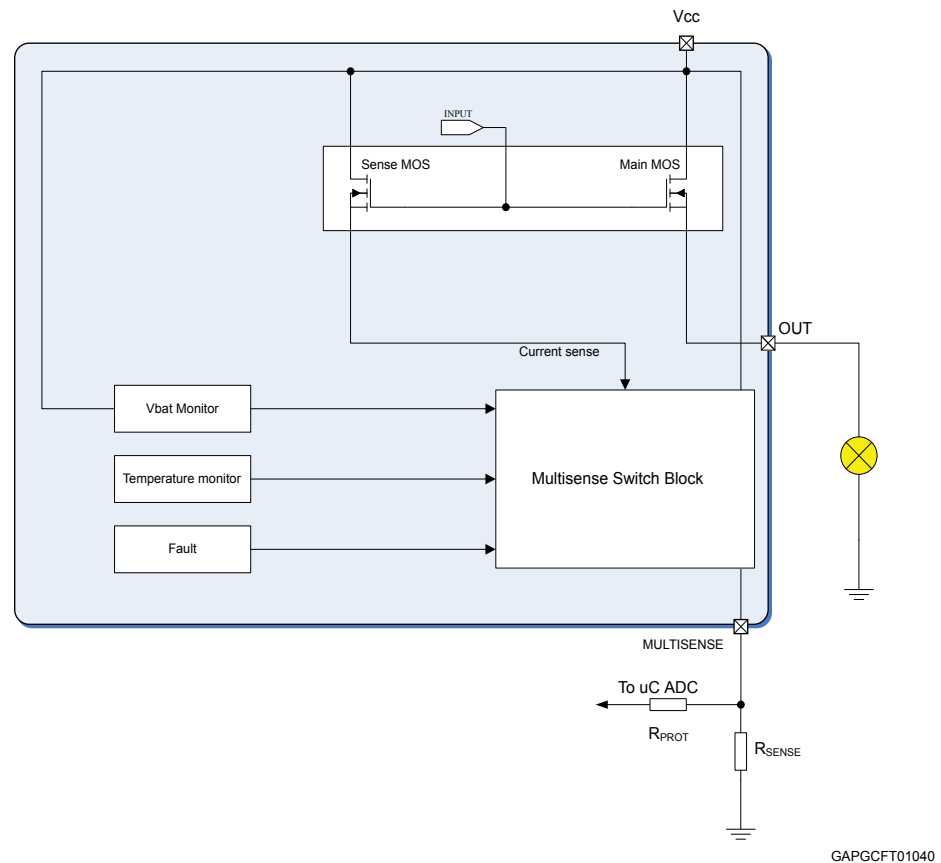 Vcc
INPUT
Sense MOS
Main MOS
OUT
Current sense
Vbat Monitor
Temperature monitor
Multisense Switch Block
Fault
MULTISENSE
To uC ADC
RPROT
RSENSE
GAPGCFT01040